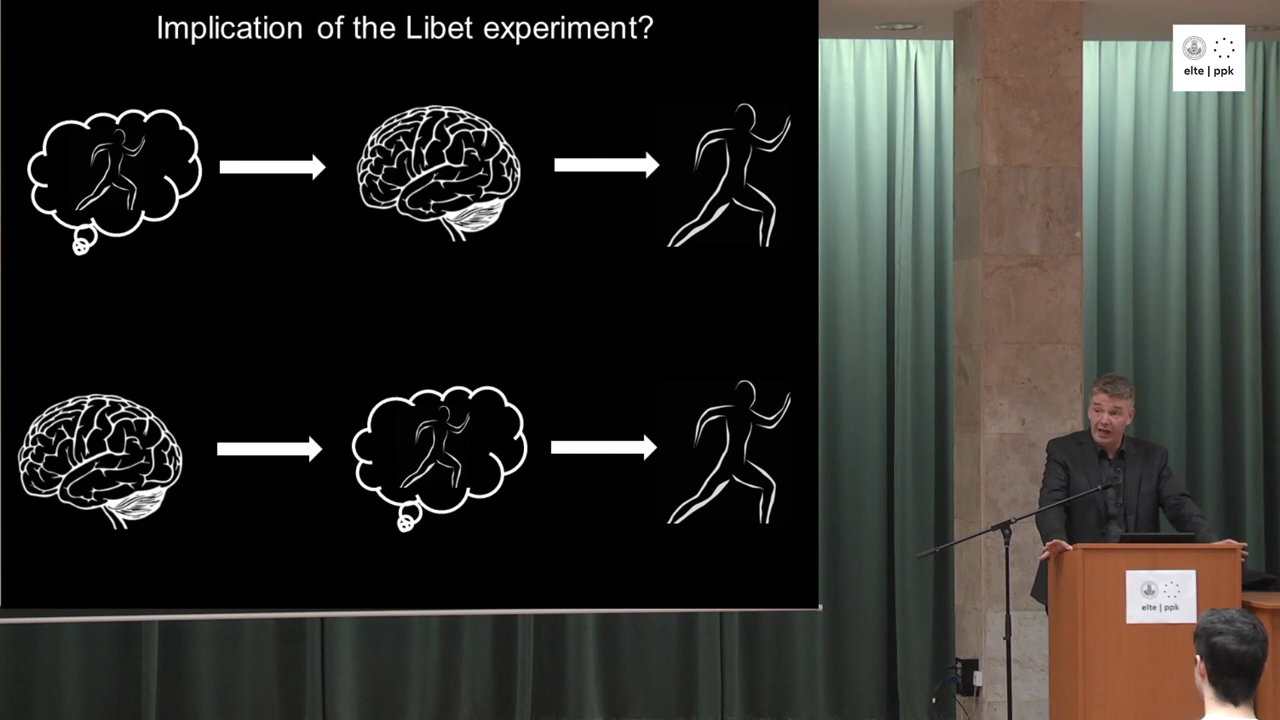 Implication of the Libet experiment?
elte | ppk
elte | ppk